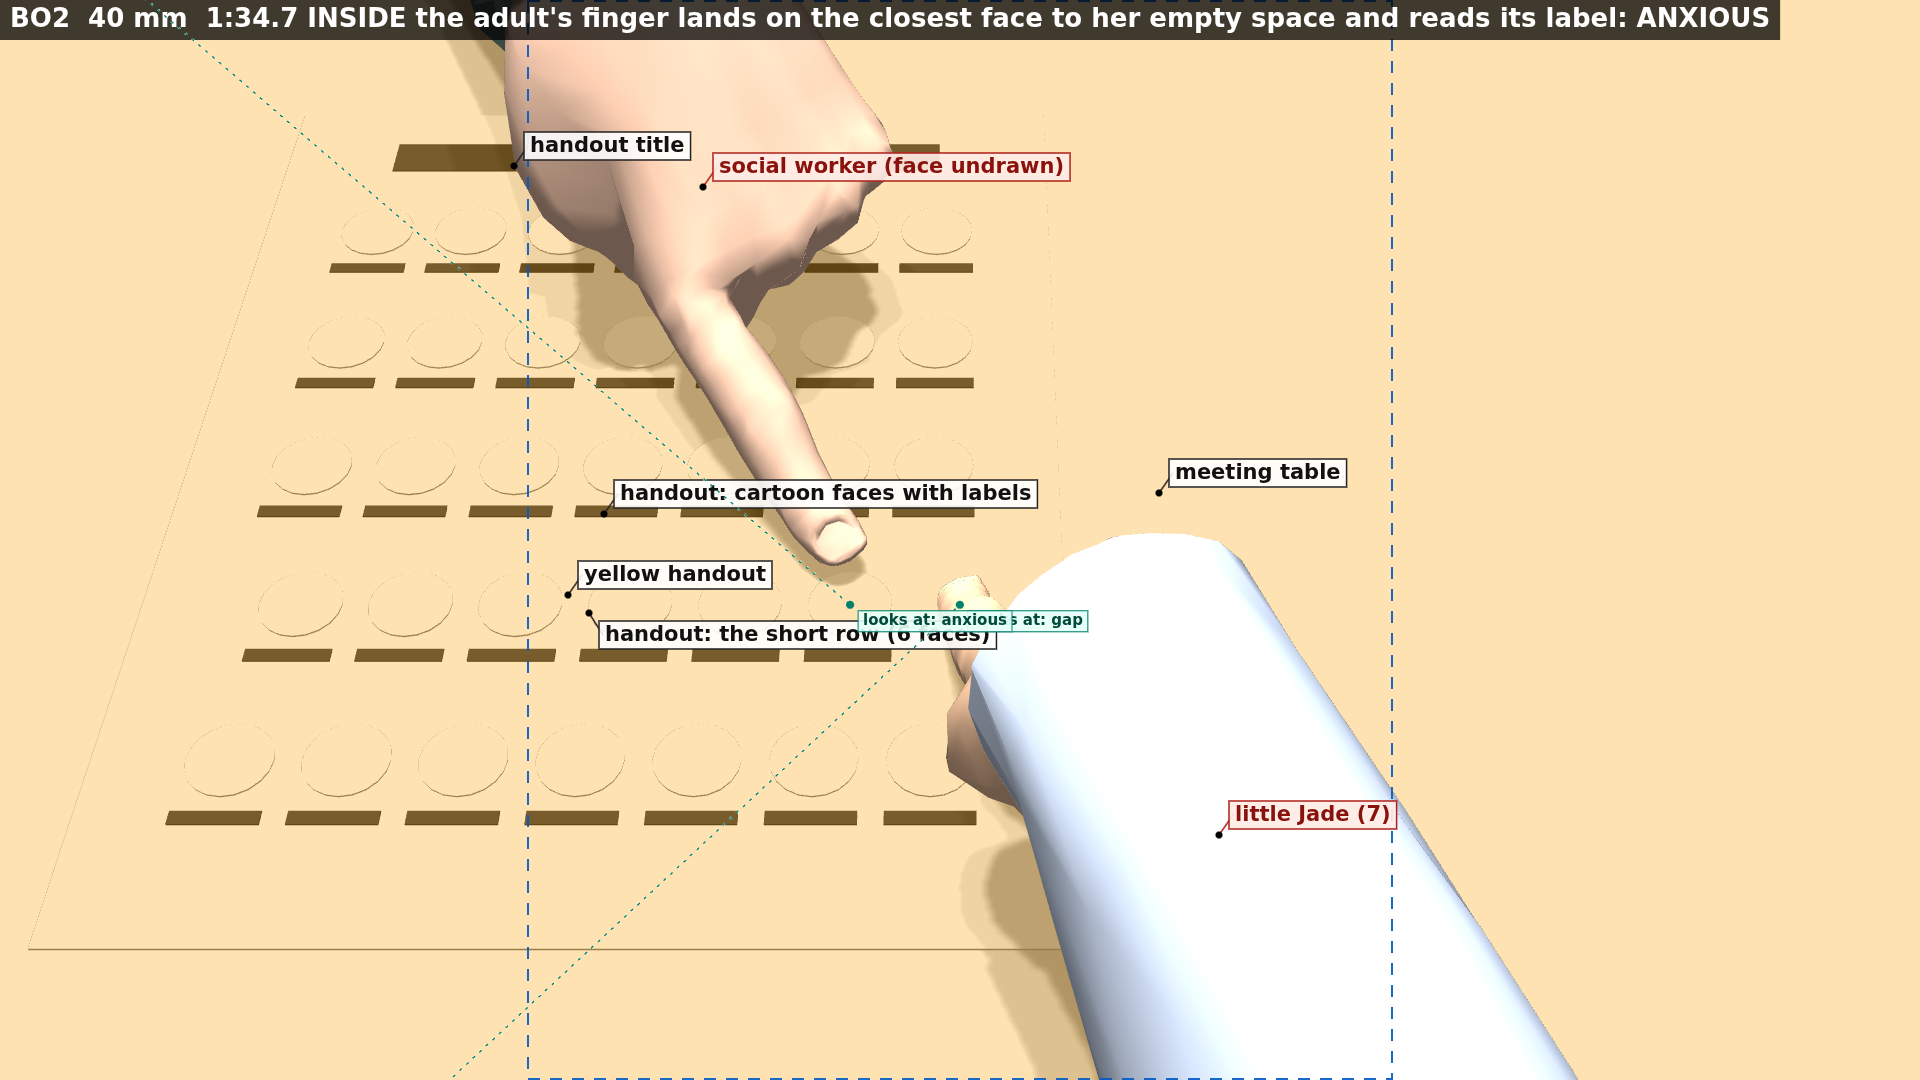 BO2 40 mm 1:34.7 INSIDE the adult's finger lands on the closest face to her empty space and reads its label: ANXIOUS
handout title
social worker (face undrawn)
meeting table
handout: cartoon faces with labels
yellow handout
looks at: anxious
s at: gap
handout: the short row (6 faces)
little Jade (7)